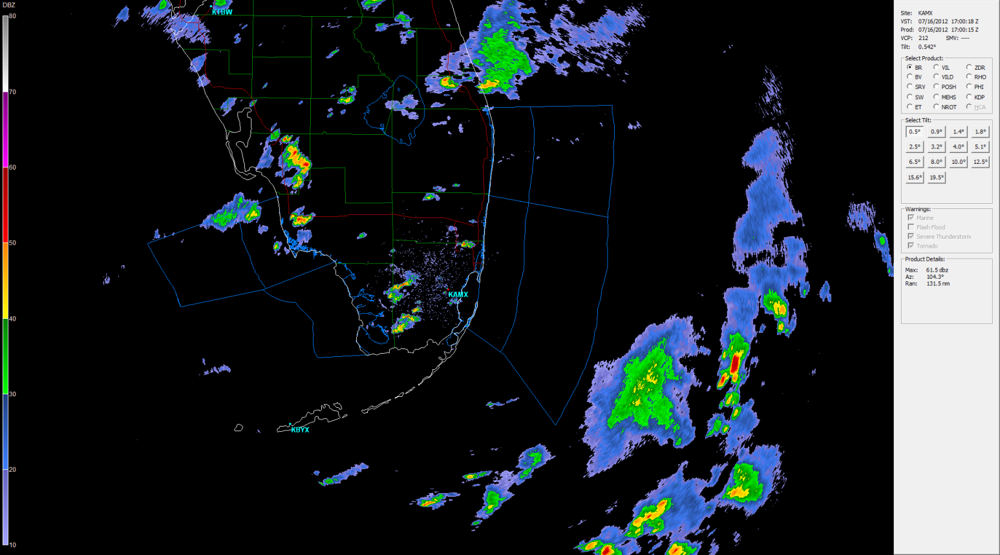 DBZ
80
70
60
50
40
30
20
10
KTBW
KAMX
KBYX
Site: KAMX
VST: 07/16/2012 17:00:18 Z
Prod: 07/16/2012 17:00:15 Z
VCP: 212 SMV: ----
Tilt: 0.542°
Select Product:
BR VIL ZDR
BV VILD RHO
SRV POSH PHI
SW MEHS KDP
ET NROT HCA
Select Tilt:
0.5° 0.9° 1.4° 1.8°
2.5° 3.2° 4.0° 5.1°
6.5° 8.0° 10.0° 12.5°
15.6° 19.5°
Warnings:
Marine
Flash Flood
Severe Thunderstorm
Tornado
Product Details:
Max: 61.5 dbz
Az: 104.3°
Ran: 131.5 nm